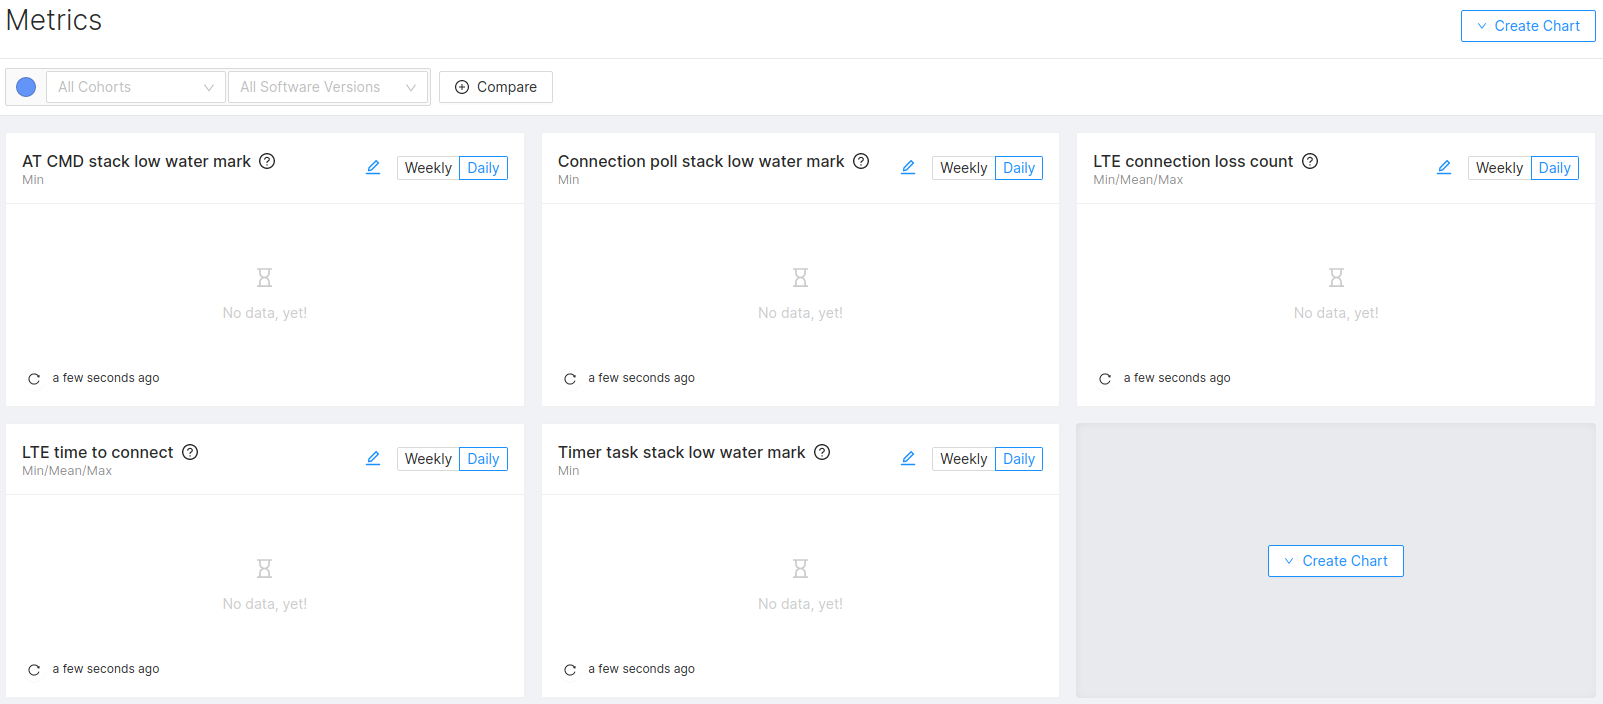 Metrics
Create Chart
All Cohorts
All Software Versions
Compare
AT CMD stack low water mark
Min
Weekly
Daily
No data, yet!
a few seconds ago
Connection poll stack low water mark
Min
Weekly
Daily
No data, yet!
a few seconds ago
LTE connection loss count
Min/Mean/Max
Weekly
Daily
No data, yet!
a few seconds ago
LTE time to connect
Min/Mean/Max
Weekly
Daily
No data, yet!
a few seconds ago
Timer task stack low water mark
Min
Weekly
Daily
No data, yet!
a few seconds ago
Create Chart